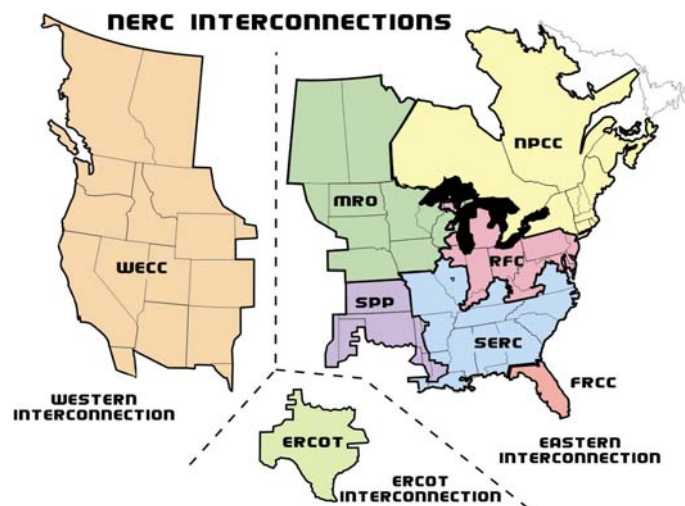 NERC INTERCONNECTIONS
NPCC
MRO
WECC
RFC
SPP
SERC
FRCC
WESTERN
INTERCONNECTION
ERCOT
EASTERN
INTERCONNECTION
ERCOT
INTERCONNECTION